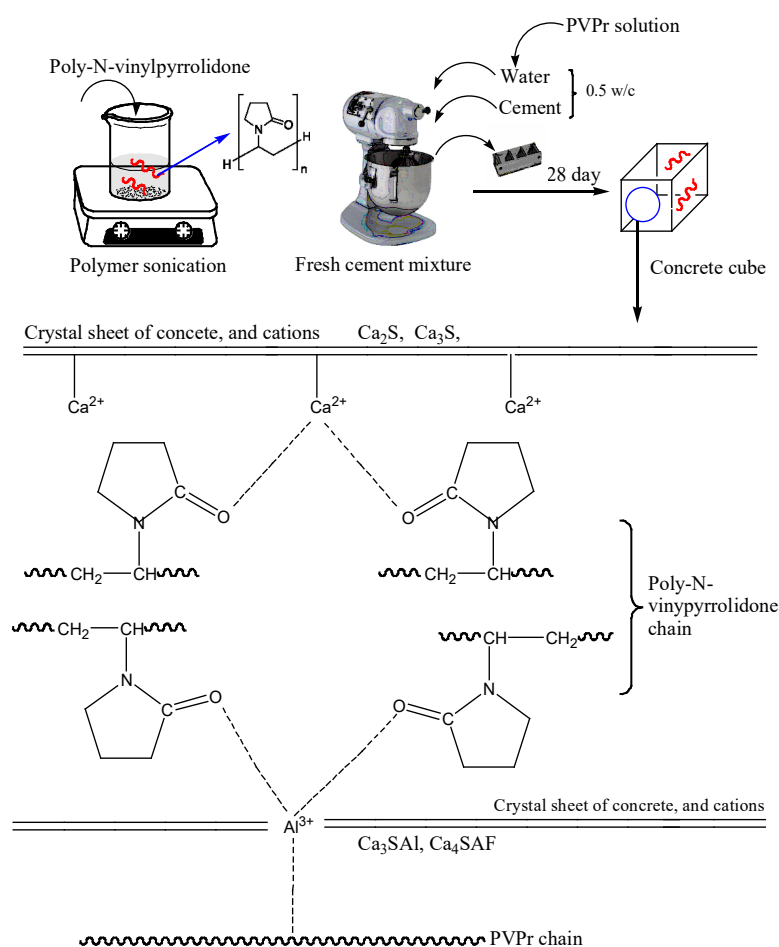 PVPr solution
Poly-N-vinylpyrrolidone
Water
Cement
0.5 w/c
N
O
H
H
n
28 day
Polymer sonication
Fresh cement mixture
Concrete cube
Crystal sheet of concete, and cations Ca2S, Ca3S,
Ca²⁺ Ca²⁺ Ca²⁺
C C
O O
N N
CH₂ CH CH₂ CH
Poly-N-
vinypyrrolidone
chain
CH₂ CH CH CH₂
N N
O O
C C
Crystal sheet of concrete, and cations
Al³⁺
Ca₃SAl, Ca₄SAF
PVPr chain